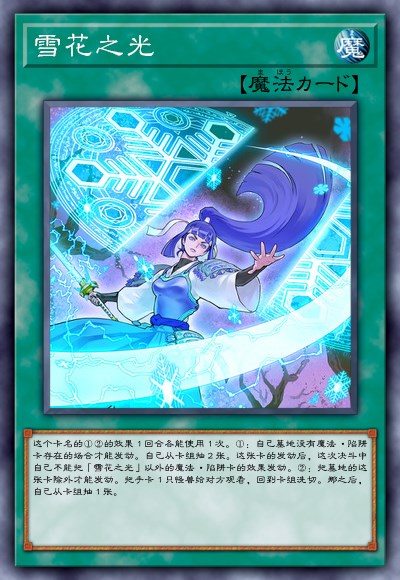 雪花之光
魔
【魔法カード】
ま ほう
这个卡名的①②的效果1回合各能使用1次。①：自己墓地没有魔法·陷阱
卡存在的场合才能发动。自己从卡组抽2张。这张卡的发动后，这次决斗中
自己不能把「雪花之光」以外的魔法·陷阱卡的效果发动。②：把墓地的这
张卡除外才能发动。把手卡1只怪兽给对方观看，回到卡组洗切。那之后，
自己从卡组抽1张。